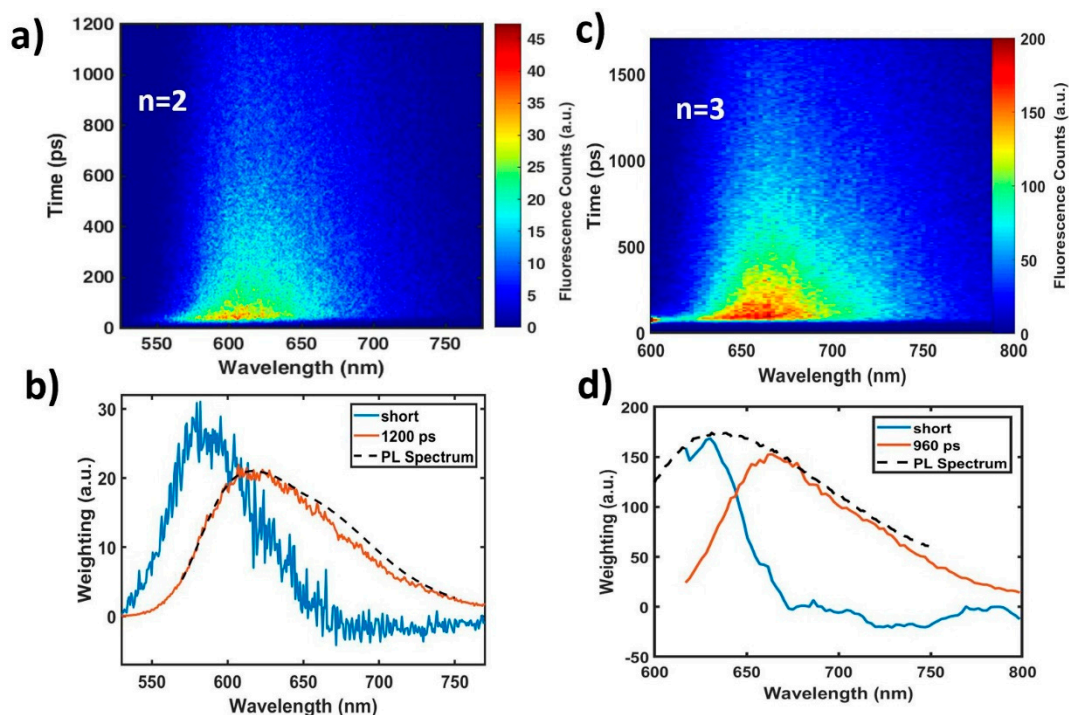 a)
n=2
1200
1000
800
600
400
200
0
Time (ps)
550 600 650 700 750
Wavelength (nm)
45
40
35
30
25
20
15
10
5
0
Fluorescence Counts (a.u.)
c)
n=3
1500
1000
500
0
Time (ps)
600 650 700 750 800
Wavelength (nm)
200
150
100
50
0
Fluorescence Counts (a.u.)
b)
30
20
10
0
Weighting (a.u.)
short
1200 ps
PL Spectrum
550 600 650 700 750
Wavelength (nm)
d)
200
150
100
50
0
-50
Weighting (a.u.)
short
960 ps
PL Spectrum
600 650 700 750 800
Wavelength (nm)